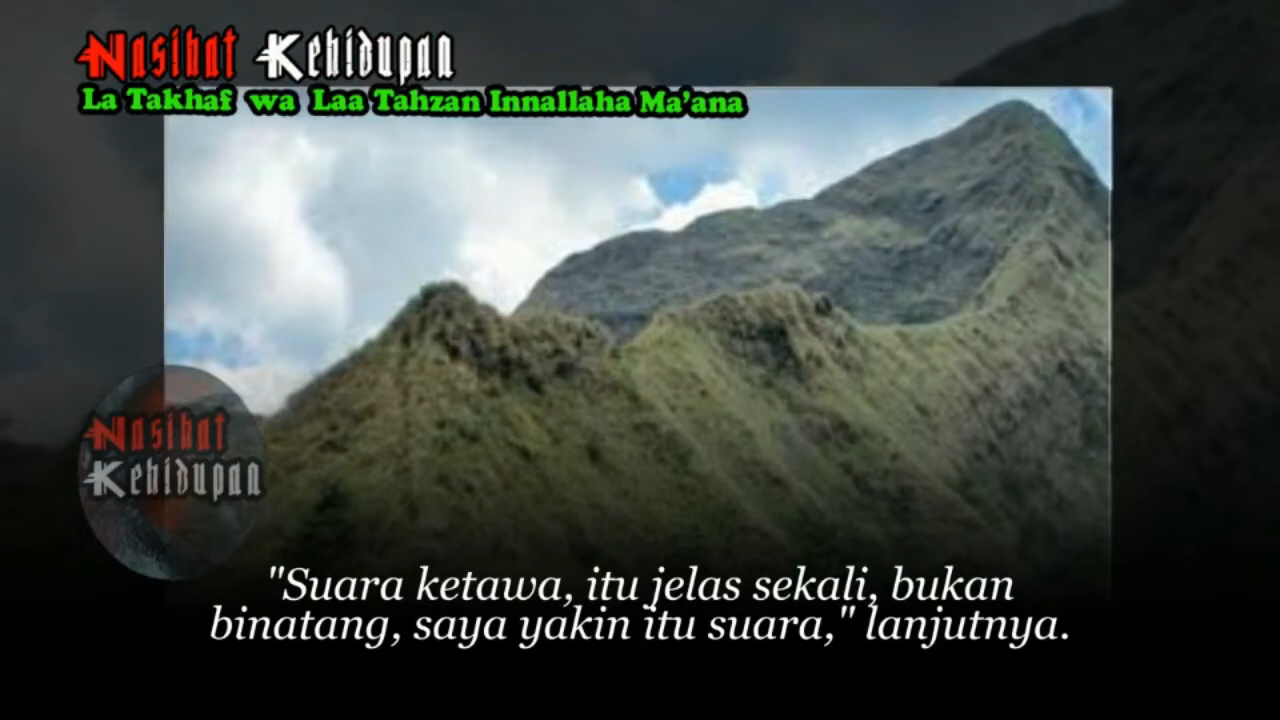 Nasihat Kehidupan
La Takhaf wa Laa Tahzan Innallaha Ma'ana
Nasihat
Kehidupan
"Suara ketawa, itu jelas sekali, bukan
binatang, saya yakin itu suara," lanjutnya.